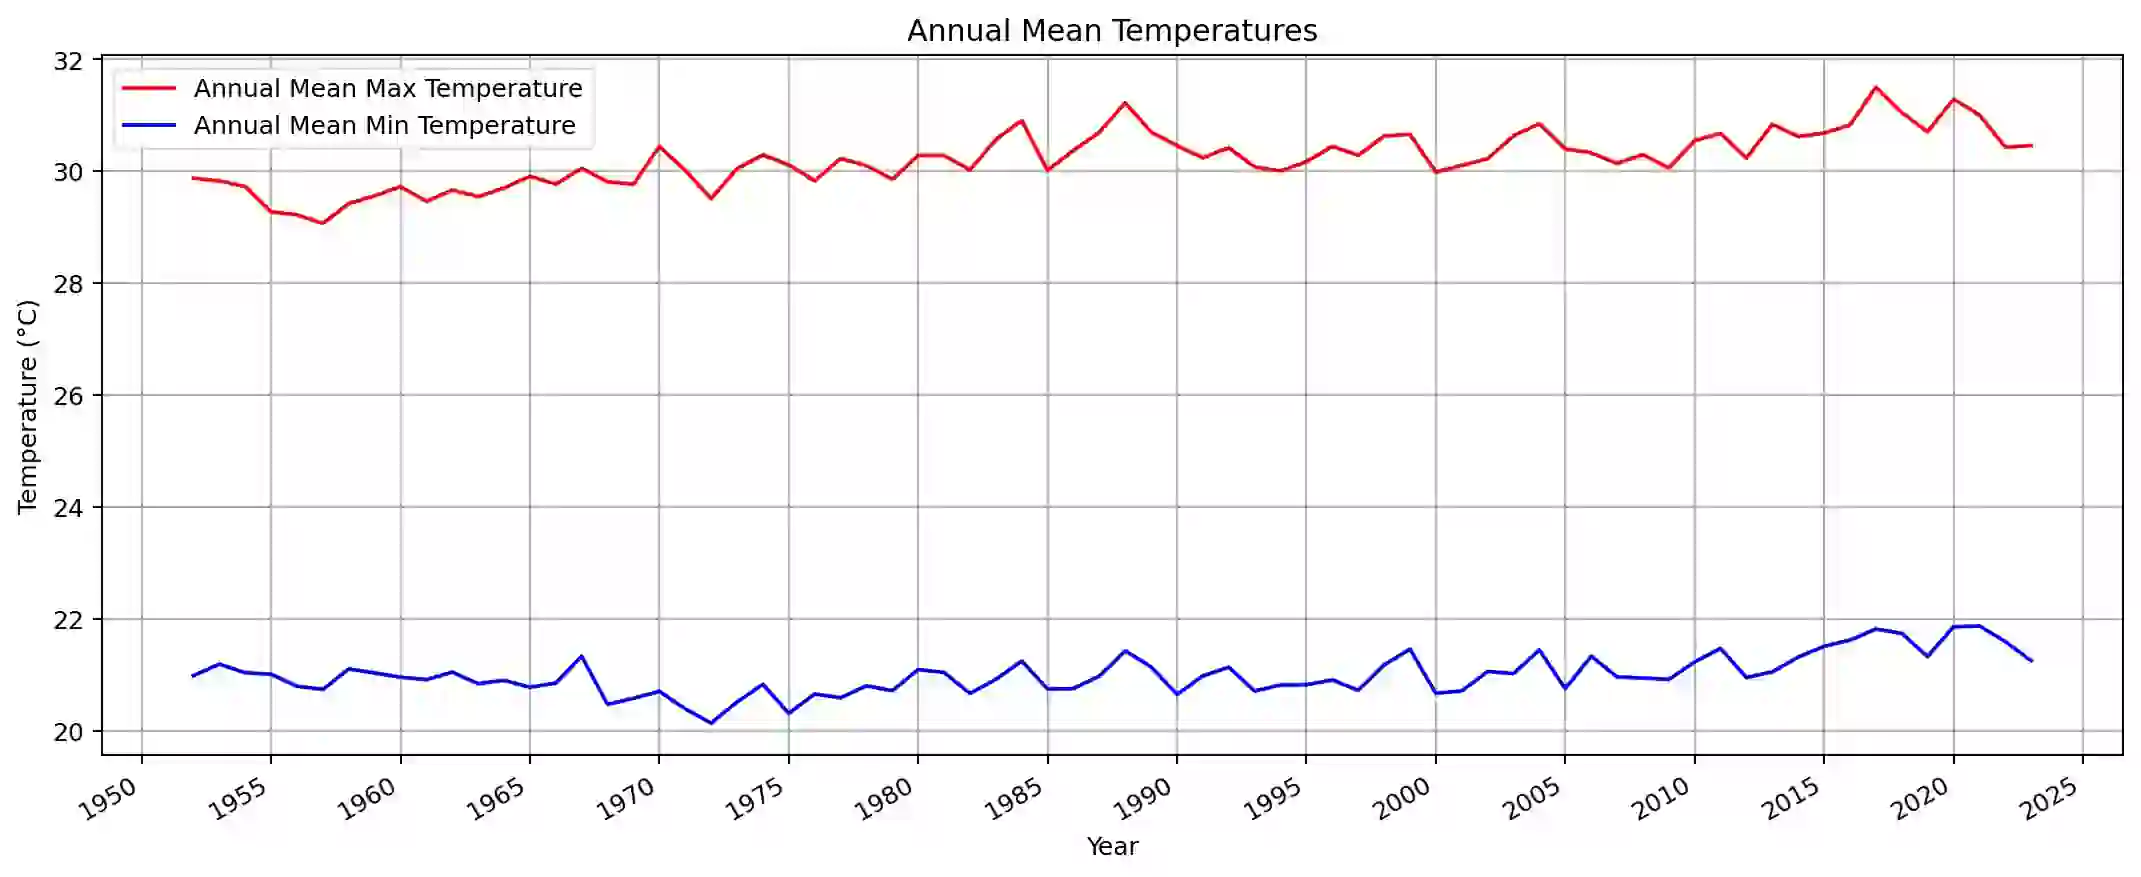 Annual Mean Temperatures
Annual Mean Max Temperature
Annual Mean Min Temperature
Temperature (°C)
32
30
28
26
24
22
20
1950 1955 1960 1965 1970 1975 1980 1985 1990 1995 2000 2005 2010 2015 2020 2025
Year